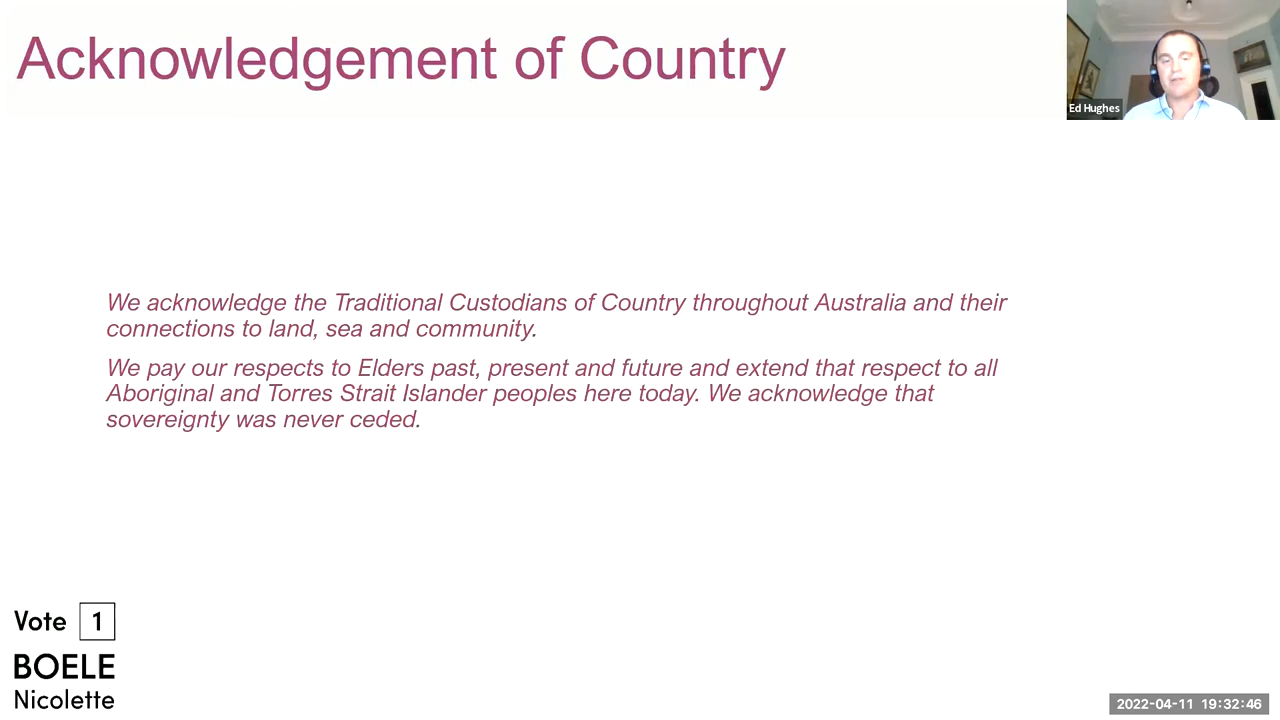 Acknowledgement of Country
Ed Hughes
We acknowledge the Traditional Custodians of Country throughout Australia and their
connections to land, sea and community.
We pay our respects to Elders past, present and future and extend that respect to all
Aboriginal and Torres Strait Islander peoples here today. We acknowledge that
sovereignty was never ceded.
Vote 1
BOELE
Nicolette
2022-04-11 19:32:46